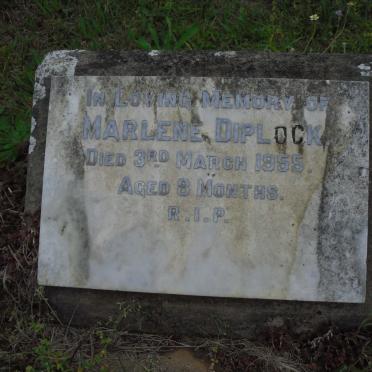 In Loving Memory of
Marlene Diplock
Died 3rd March 1955.
Aged 8 Months.
R.I.P.